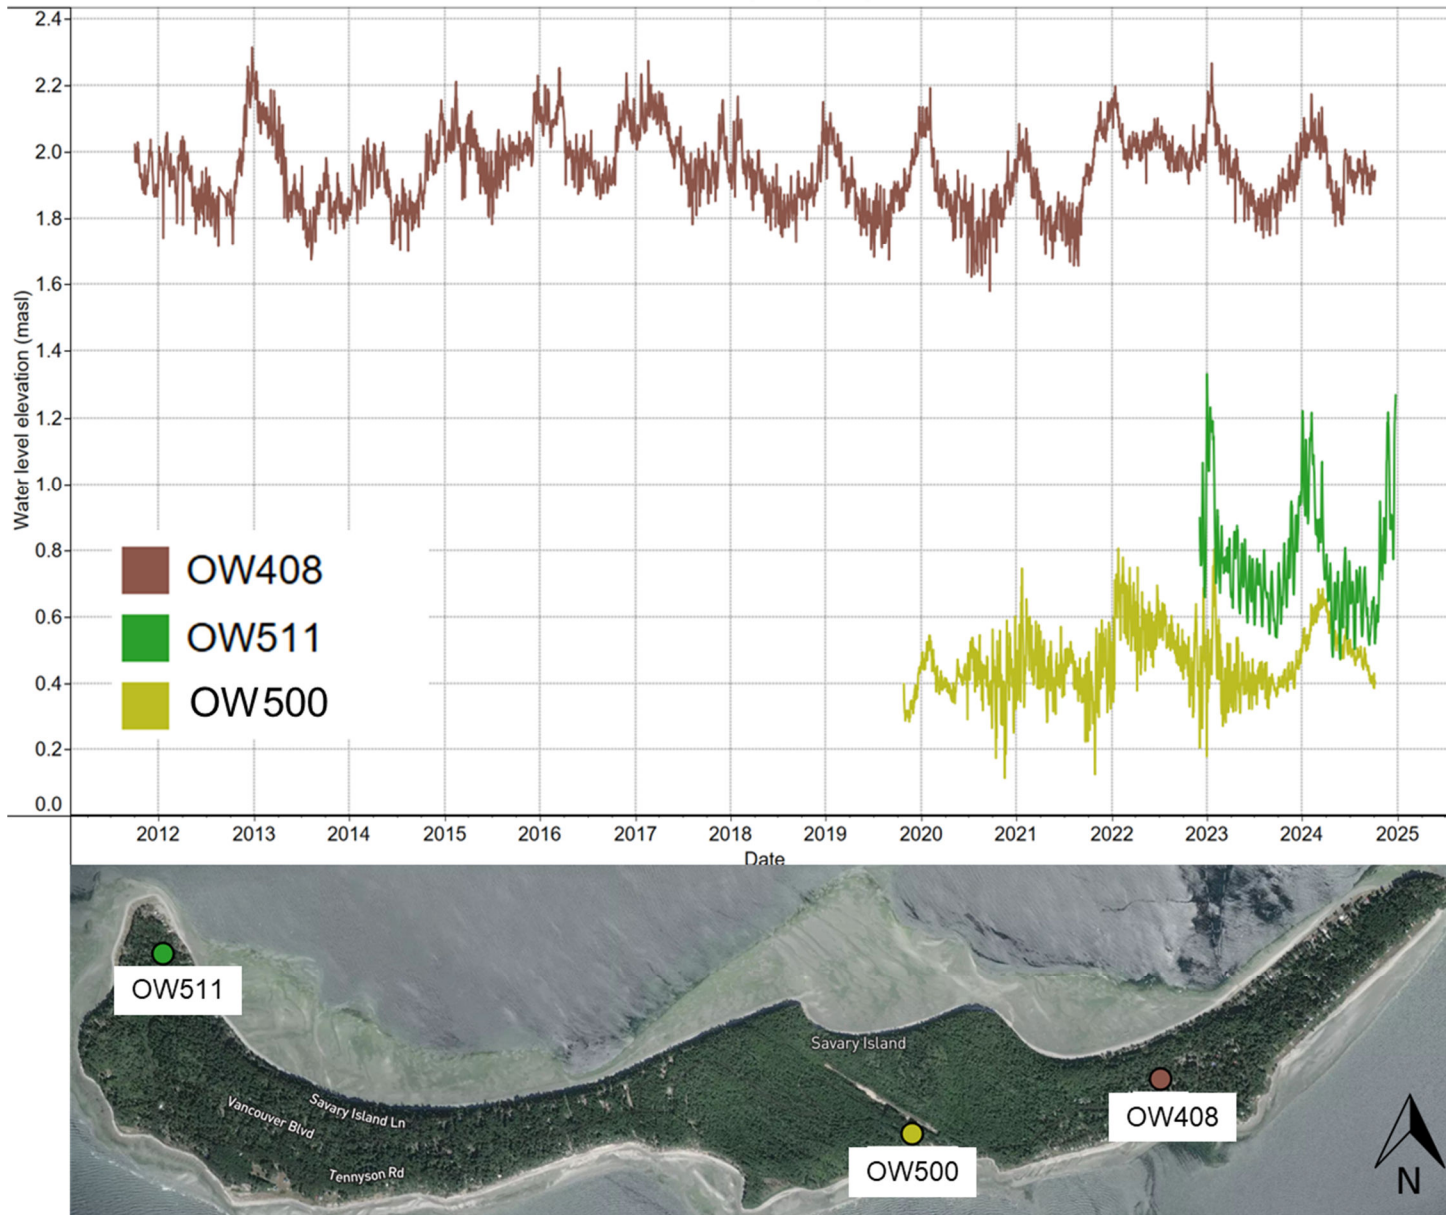 2.4
2.2
2.0
1.8
1.6
1.4
1.2
1.0
0.8
0.6
0.4
0.2
0.0
Water level elevation (masl)
OW408
OW511
OW500
2012 2013 2014 2015 2016 2017 2018 2019 2020 2021 2022 2023 2024 2025
Date
OW511
Savary Island
Savary Island Ln
Vancouver Blvd
Tennyson Rd
OW408
OW500
N